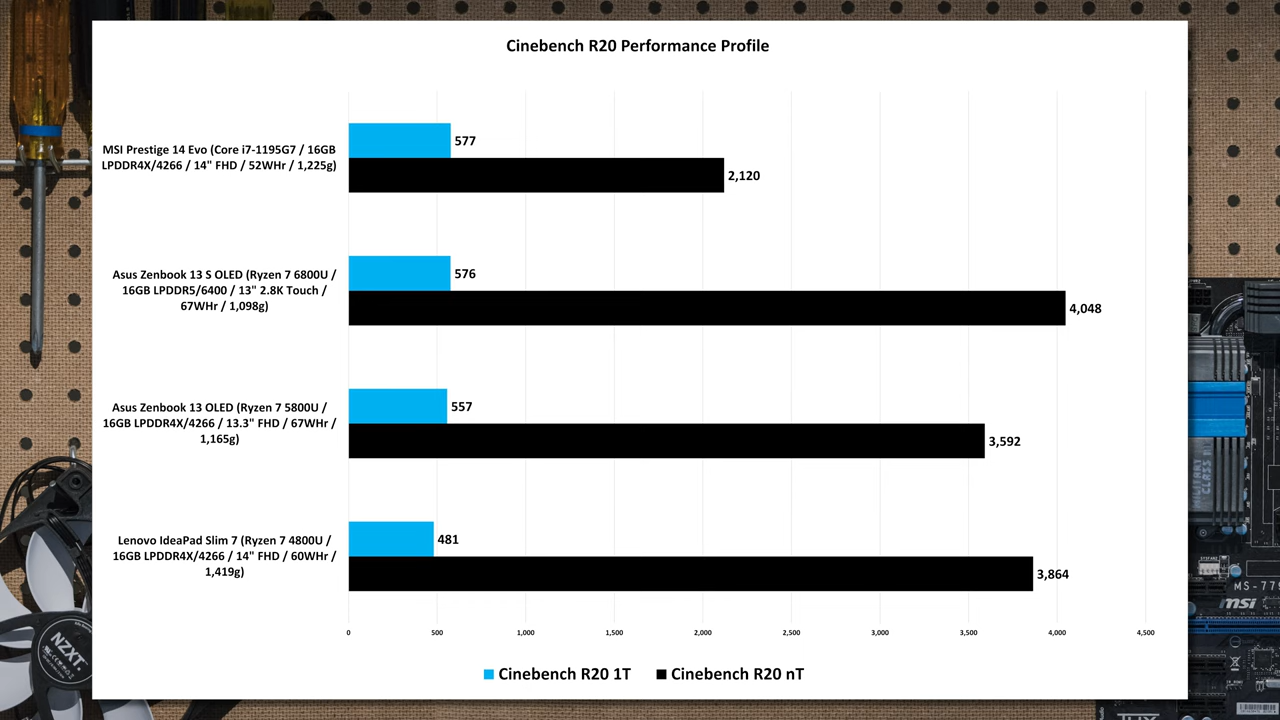 Cinebench R20 Performance Profile
MSI Prestige 14 Evo (Core i7-1195G7 / 16GB
LPDDR4X/4266 / 14" FHD / 52WHr / 1,225g)
577
2,120
Asus Zenbook 13 S OLED (Ryzen 7 6800U /
16GB LPDDR5/6400 / 13" 2.8K Touch /
67WHr / 1,098g)
576
4,048
Asus Zenbook 13 OLED (Ryzen 7 5800U /
16GB LPDDR4X/4266 / 13.3" FHD / 67WHr /
1,165g)
557
3,592
Lenovo IdeaPad Slim 7 (Ryzen 7 4800U /
16GB LPDDR4X/4266 / 14" FHD / 60WHr /
1,419g)
481
3,864
0 500 1,000 1,500 2,000 2,500 3,000 3,500 4,000 4,500
Cinebench R20 1T Cinebench R20 nT
NZXT
MILITARY
CLASS
MS-779
msi